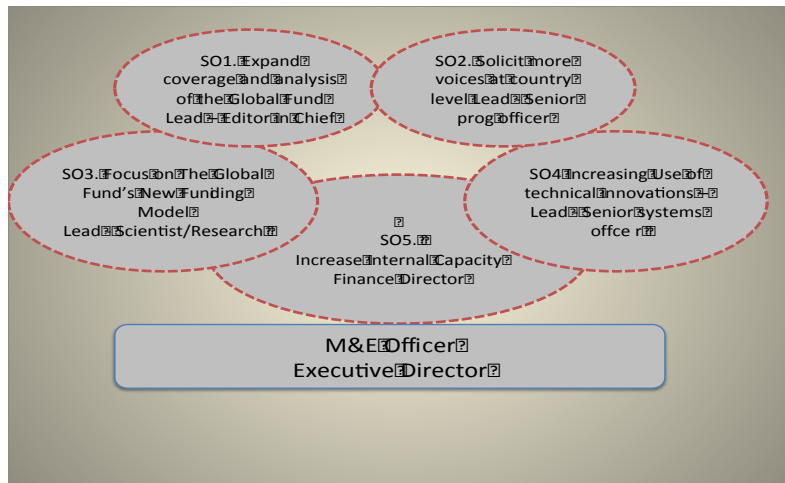 SO1. Expand
coverage and analysis
of the Global Fund
Lead – Editor in Chief
SO2. Solicit more
voices at country
level Lead - Senior
prog officer
SO3. Focus on The Global
Fund's New Funding
Model
Lead - Scientist/Research
SO4 Increasing Use of
technical innovations –
Lead - Senior systems
offce r
SO5.
Increase Internal Capacity
Finance Director
M&E Officer
Executive Director